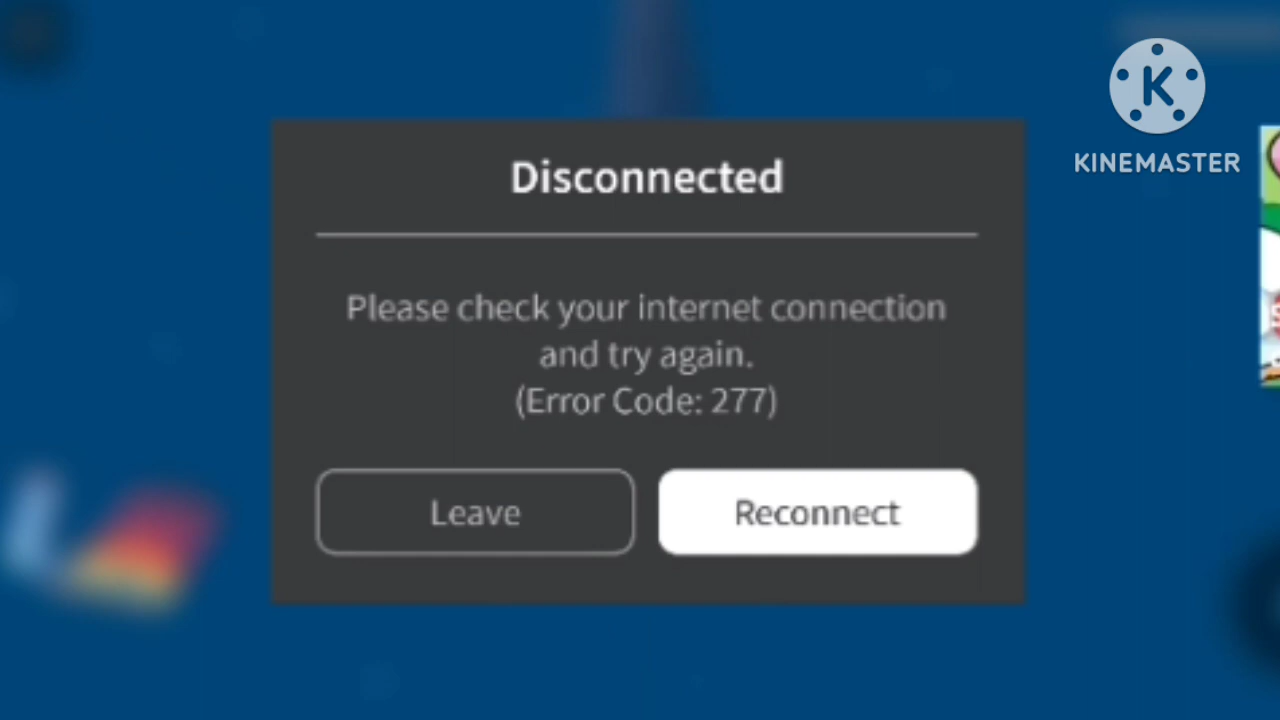 K
KINEMASTER
Disconnected
Please check your internet connection
and try again.
(Error Code: 277)
Leave
Reconnect